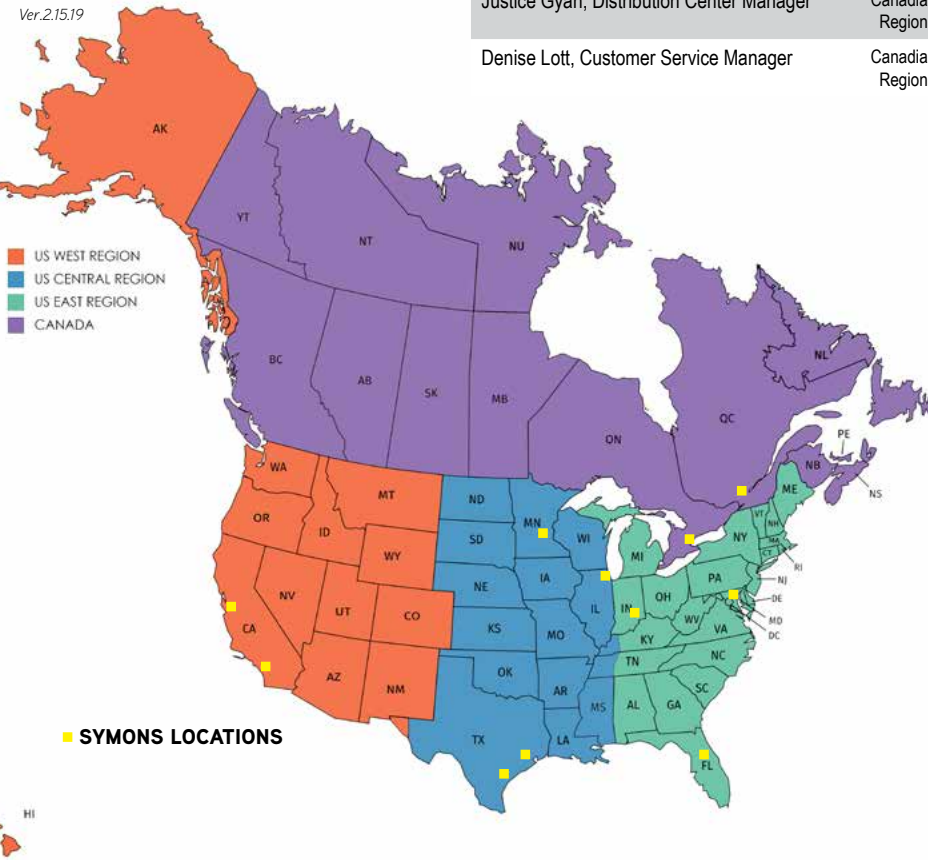 Ver.2.15.19
Justice Gyan, Distribution Center Manager
Canadian
Region
Denise Lott, Customer Service Manager
Canadian
Region
AK
YT
NT
NU
US WEST REGION
US CENTRAL REGION
US EAST REGION
CANADA
BC
AB
SK
MB
ON
QC
NL
PE
NB
NS
WA
MT
ND
MN
ME
OR
ID
SD
WI
VT
NH
NY
MA
CT
RI
MI
WY
NE
IA
PA
NJ
NV
UT
CO
IL
IN
OH
DE
MD
DC
CA
KS
MO
KY
WV
VA
AZ
NM
OK
AR
TN
NC
SC
MS
AL
GA
TX
LA
FL
SYMONS LOCATIONS
HI